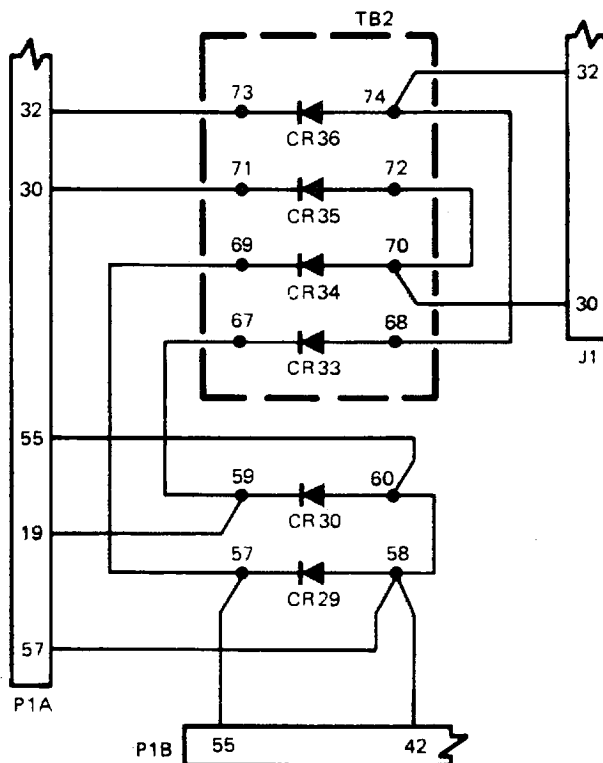 TB2
32 73 74 32
CR36
30 71 72
CR35
69 70
CR34 30
67 68
CR33 J1
55
59 60
CR30
19
57 58
CR29
57
P1A
P1B 55 42